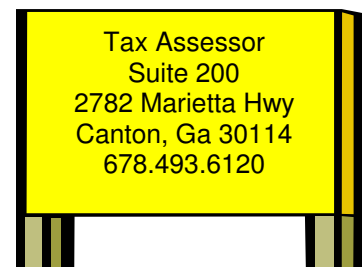 Tax Assessor
Suite 200
2782 Marietta Hwy
Canton, Ga 30114
678.493.6120